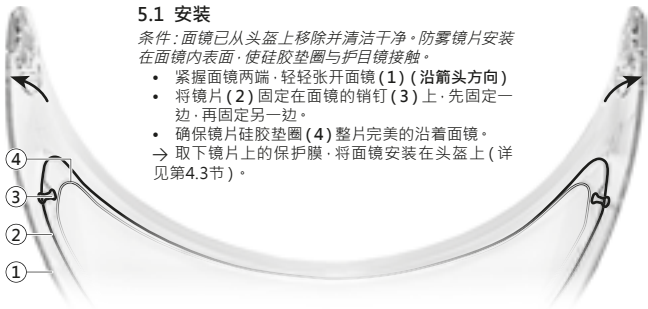 5.1 安装
条件：面镜已从头盔上移除并清洁干净。防雾镜片安装
在面镜内表面，使硅胶垫圈与护目镜接触。
• 紧握面镜两端，轻轻张开面镜(1)(沿箭头方向)
• 将镜片(2)固定在面镜的销钉(3)上，先固定一
边，再固定另一边。
• 确保镜片硅胶垫圈(4)整片完美的沿着面镜。
→ 取下镜片上的保护膜，将面镜安装在头盔上(详
见第4.3节)。
4
3
2
1